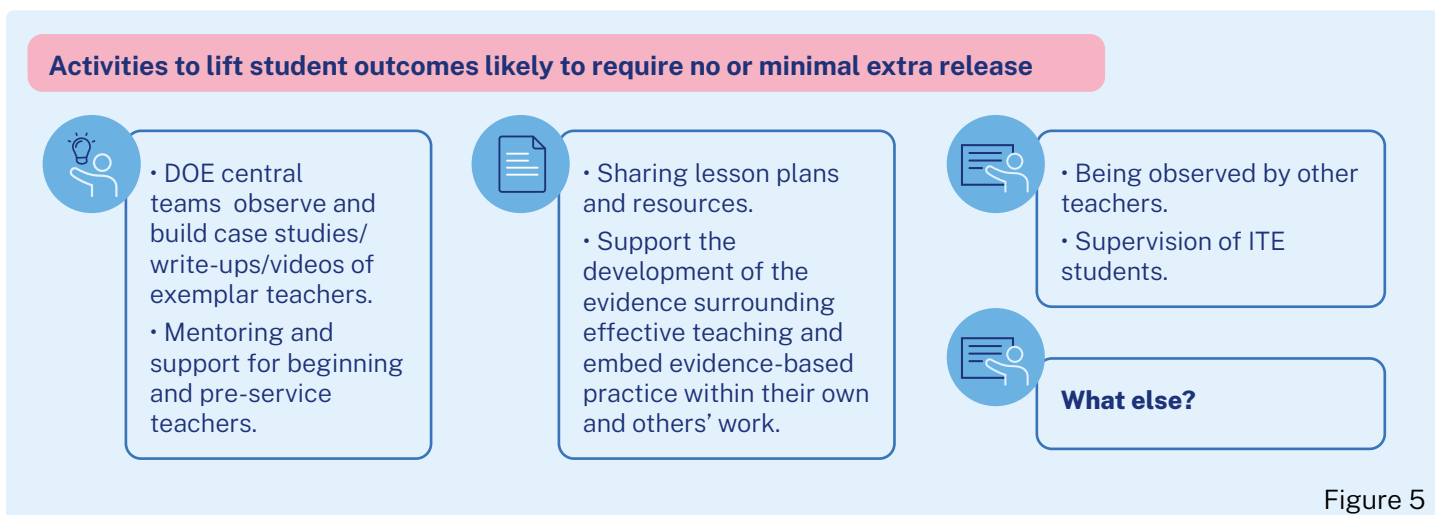 Activities to lift student outcomes likely to require no or minimal extra release
• DOE central
teams  observe and
build case studies/
write-ups/videos of
exemplar teachers.
• Mentoring and
support for beginning
and pre-service
teachers.
• Sharing lesson plans
and resources.
• Support the
development of the
evidence surrounding
effective teaching and
embed evidence-based
practice within their own
and others’ work.
• Being observed by other
teachers.
• Supervision of ITE
students.
What else?
Figure 5